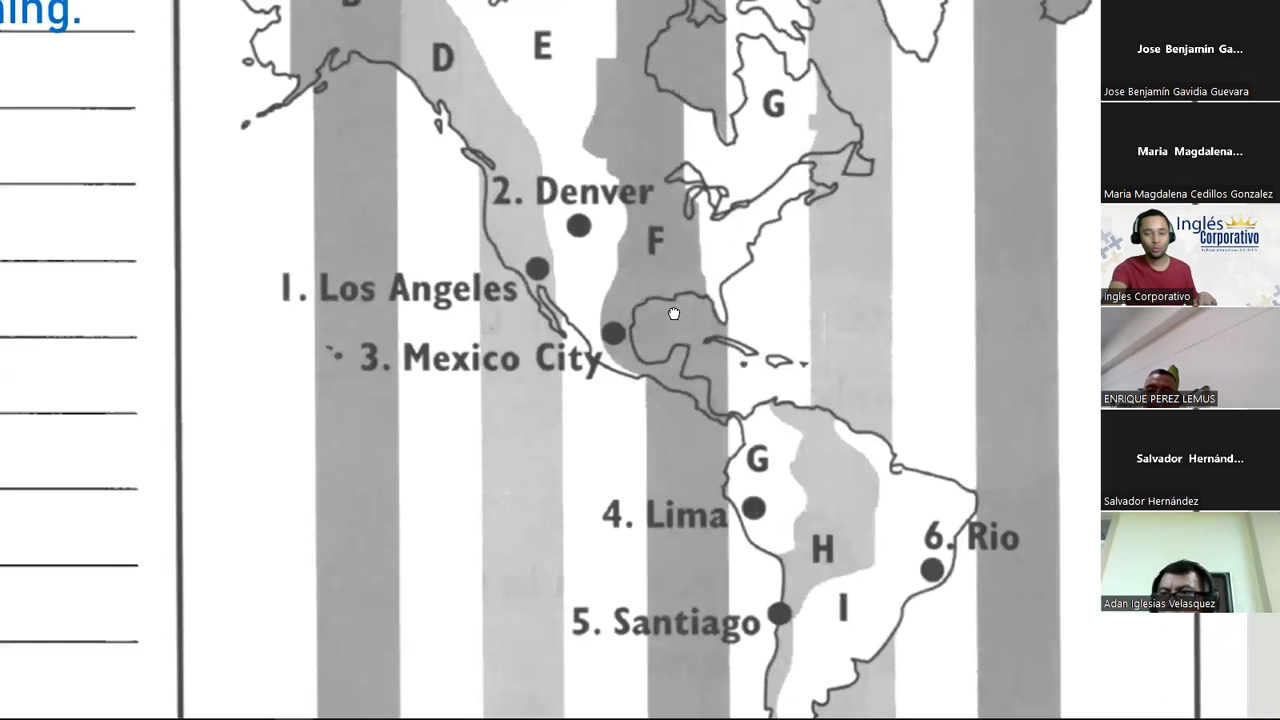 ning.
D
E
G
2. Denver
F
1. Los Angeles
3. Mexico City
G
4. Lima
H
6. Rio
I
5. Santiago
Jose Benjamín Ga...
Jose Benjamín Gavidia Guevara
Maria Magdalena...
Maria Magdalena Cedillos Gonzalez
Inglés
Corporativo
Ingles Corporativo
ENRIQUE PEREZ LEMUS
Salvador Hernánd...
Salvador Hernández
Adan Iglesias Velasquez